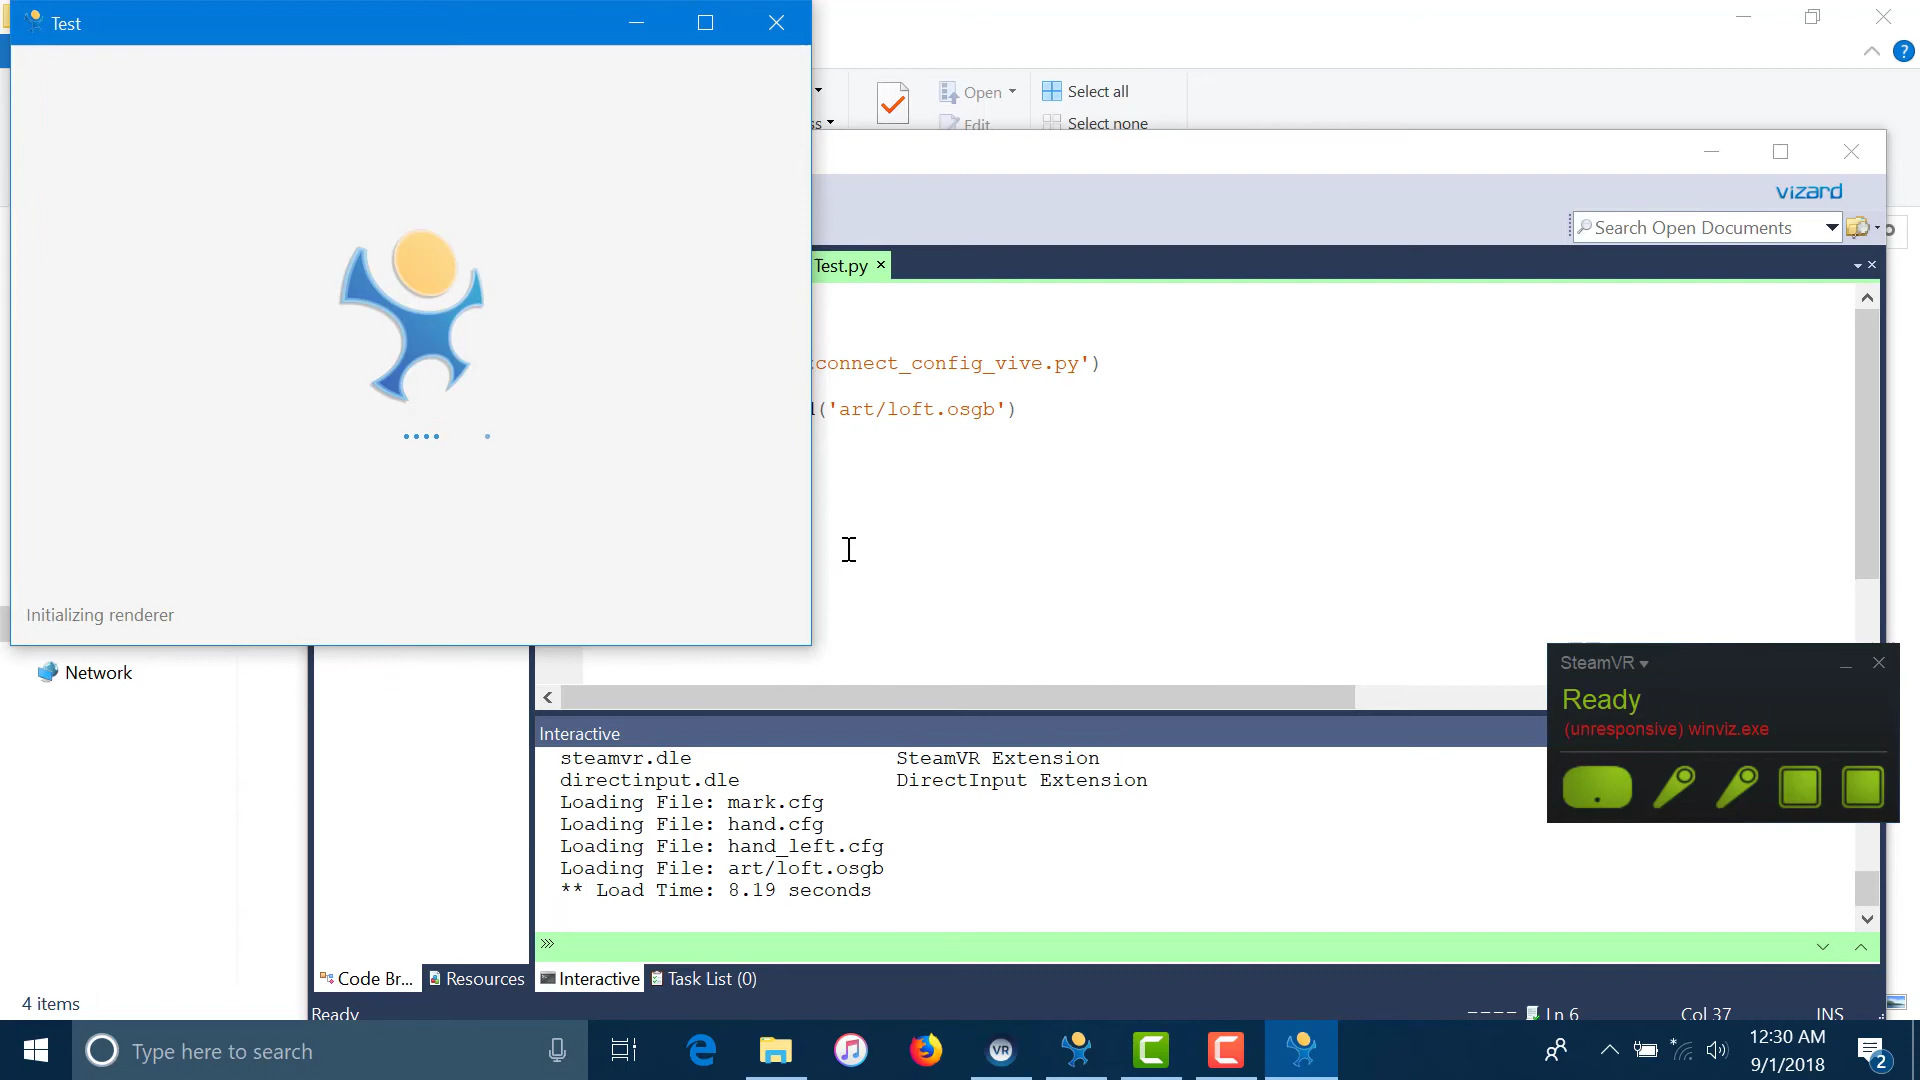 Test
Open
Select all
ss
Edit
Select none
vizard
Search Open Documents
Test.py
connect_config_vive.py')
('art/loft.osgb')
Initializing renderer
Network
SteamVR
Ready
(unresponsive) winviz.exe
Interactive
steamvr.dle SteamVR Extension
directinput.dle DirectInput Extension
Loading File: mark.cfg
Loading File: hand.cfg
Loading File: hand_left.cfg
Loading File: art/loft.osgb
** Load Time: 8.19 seconds
>>>
Code Br...
Resources
Interactive
Task List (0)
4 items
Ready
Ln 6
Col 37
INS
Type here to search
VR
12:30 AM
9/1/2018
2